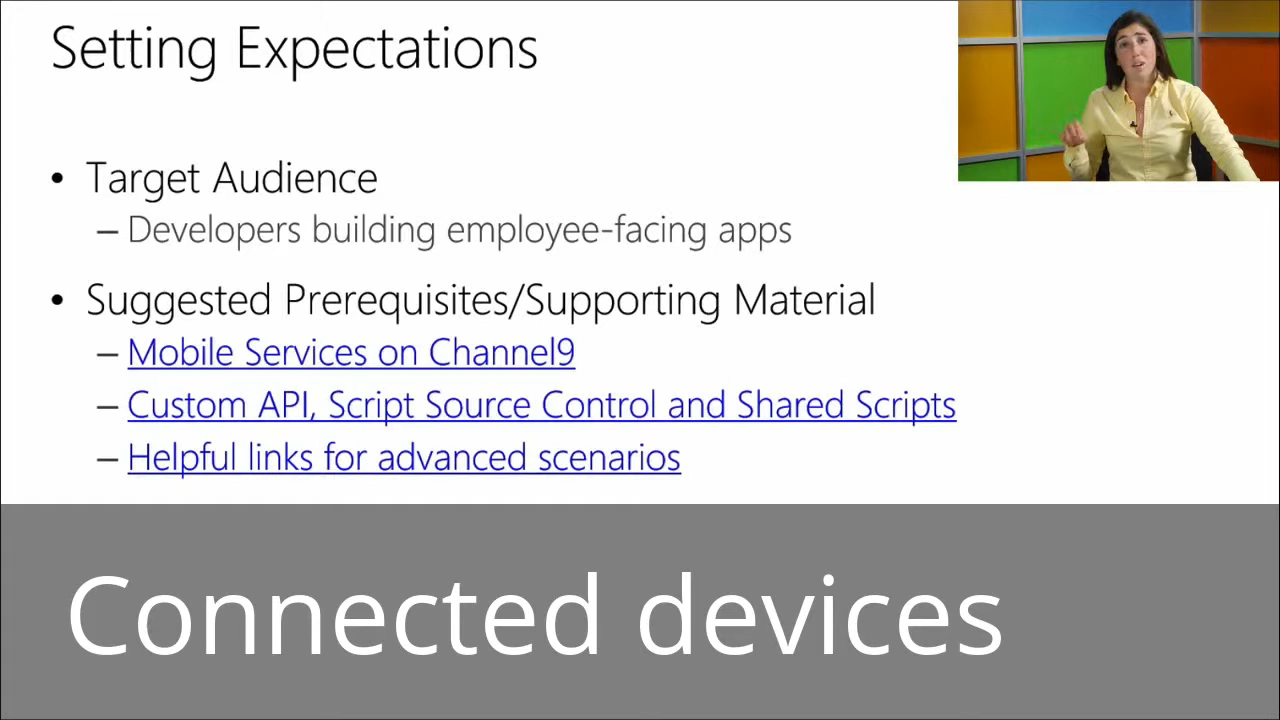 Setting Expectations
• Target Audience
– Developers building employee-facing apps
• Suggested Prerequisites/Supporting Material
– Mobile Services on Channel9
– Custom API, Script Source Control and Shared Scripts
– Helpful links for advanced scenarios
Connected devices